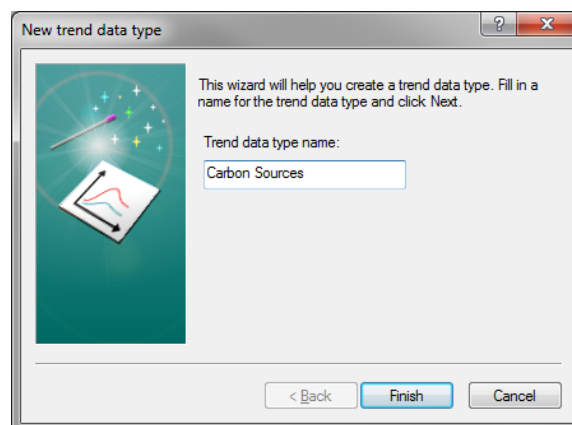 New trend data type
?
This wizard will help you create a trend data type. Fill in a
name for the trend data type and click Next.
Trend data type name:
Carbon Sources
< Back
Finish
Cancel